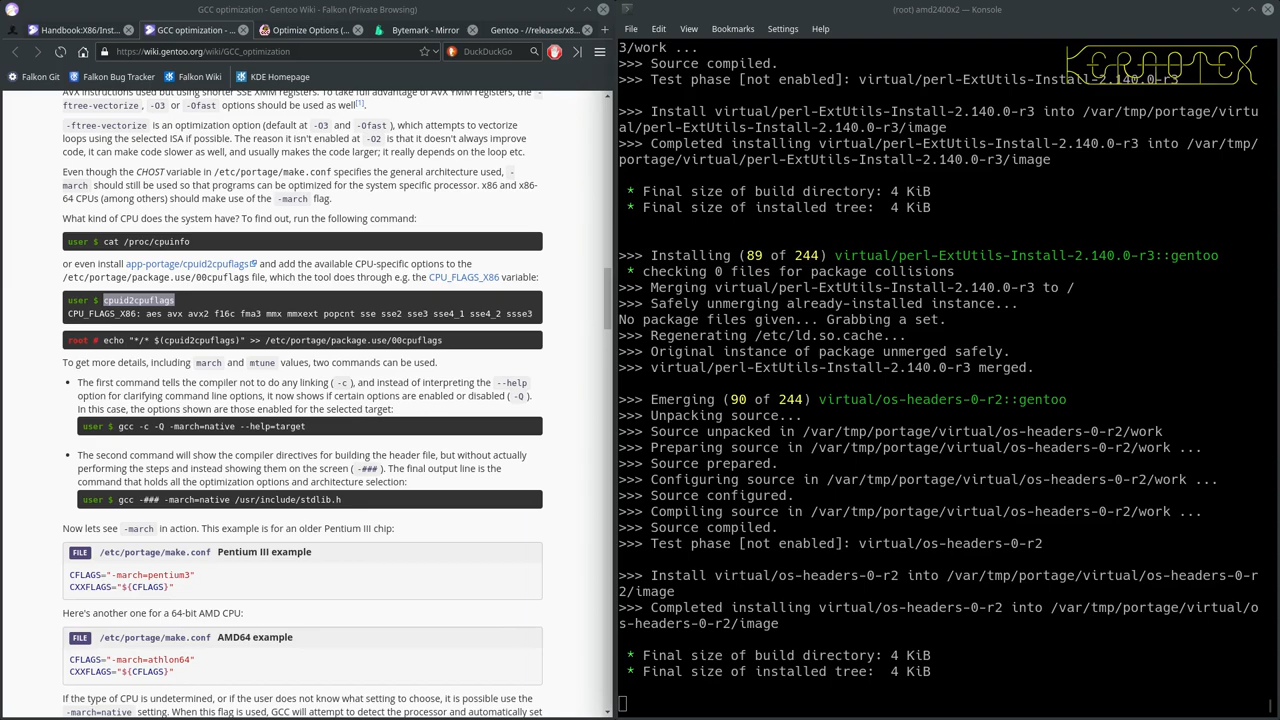 GCC optimization - Gentoo Wiki - Falkon (Private Browsing)
Handbook:X86/Inst...
GCC optimization - G...
Optimize Options (...
Bytemark - Mirror
Gentoo - //releases/x8...
https://wiki.gentoo.org/wiki/GCC_optimization
DuckDuckGo
Falkon Git
Falkon Bug Tracker
Falkon Wiki
KDE Homepage
AVX instructions used but using shorter SSE XMM registers. To take full advantage of AVX YMM registers, the -
ftree-vectorize, -O3 or -Ofast options should be used as well[1].
-ftree-vectorize is an optimization option (default at -O3 and -Ofast), which attempts to vectorize
loops using the selected ISA if possible. The reason it isn't enabled at -O2 is that it doesn't always improve
code, it can make code slower as well, and usually makes the code larger; it really depends on the loop etc.
Even though the CHOST variable in /etc/portage/make.conf specifies the general architecture used, -
march should still be used so that programs can be optimized for the system specific processor. x86 and x86-
64 CPUs (among others) should make use of the -march flag.
What kind of CPU does the system have? To find out, run the following command:
user $ cat /proc/cpuinfo
or even install app-portage/cpuid2cpuflags and add the available CPU-specific options to the
/etc/portage/package.use/00cpuflags file, which the tool does through e.g. the CPU_FLAGS_X86 variable:
user $ cpuid2cpuflags
CPU_FLAGS_X86: aes avx avx2 f16c fma3 mmx mmxext popcnt sse sse2 sse3 sse4_1 sse4_2 ssse3
root # echo "*/* $(cpuid2cpuflags)" >> /etc/portage/package.use/00cpuflags
To get more details, including march and mtune values, two commands can be used.
• The first command tells the compiler not to do any linking (-c), and instead of interpreting the --help
option for clarifying command line options, it now shows if certain options are enabled or disabled (-Q).
In this case, the options shown are those enabled for the selected target:
user $ gcc -c -Q -march=native --help=target
• The second command will show the compiler directives for building the header file, but without actually
performing the steps and instead showing them on the screen (-###). The final output line is the
command that holds all the optimization options and architecture selection:
user $ gcc -### -march=native /usr/include/stdlib.h
Now lets see -march in action. This example is for an older Pentium III chip:
FILE /etc/portage/make.conf Pentium III example
CFLAGS="-march=pentium3"
CXXFLAGS="${CFLAGS}"
Here's another one for a 64-bit AMD CPU:
FILE /etc/portage/make.conf AMD64 example
CFLAGS="-march=athlon64"
CXXFLAGS="${CFLAGS}"
If the type of CPU is undetermined, or if the user does not know what setting to choose, it is possible use the
-march=native setting. When this flag is used, GCC will attempt to detect the processor and automatically set
(root) amd2400x2 — Konsole
File Edit View Bookmarks Settings Help
KERNOTEX
3/work ...
>>> Source compiled.
>>> Test phase [not enabled]: virtual/perl-ExtUtils-Install-2.140.0-r3
>>> Install virtual/perl-ExtUtils-Install-2.140.0-r3 into /var/tmp/portage/virtu
al/perl-ExtUtils-Install-2.140.0-r3/image
>>> Completed installing virtual/perl-ExtUtils-Install-2.140.0-r3 into /var/tmp/
portage/virtual/perl-ExtUtils-Install-2.140.0-r3/image
* Final size of build directory: 4 KiB
* Final size of installed tree:  4 KiB
>>> Installing (89 of 244) virtual/perl-ExtUtils-Install-2.140.0-r3::gentoo
* checking 0 files for package collisions
>>> Merging virtual/perl-ExtUtils-Install-2.140.0-r3 to /
>>> Safely unmerging already-installed instance...
No package files given... Grabbing a set.
>>> Regenerating /etc/ld.so.cache...
>>> Original instance of package unmerged safely.
>>> virtual/perl-ExtUtils-Install-2.140.0-r3 merged.
>>> Emerging (90 of 244) virtual/os-headers-0-r2::gentoo
>>> Unpacking source...
>>> Source unpacked in /var/tmp/portage/virtual/os-headers-0-r2/work
>>> Preparing source in /var/tmp/portage/virtual/os-headers-0-r2/work ...
>>> Source prepared.
>>> Configuring source in /var/tmp/portage/virtual/os-headers-0-r2/work ...
>>> Source configured.
>>> Compiling source in /var/tmp/portage/virtual/os-headers-0-r2/work ...
>>> Source compiled.
>>> Test phase [not enabled]: virtual/os-headers-0-r2
>>> Install virtual/os-headers-0-r2 into /var/tmp/portage/virtual/os-headers-0-r
2/image
>>> Completed installing virtual/os-headers-0-r2 into /var/tmp/portage/virtual/o
s-headers-0-r2/image
* Final size of build directory: 4 KiB
* Final size of installed tree:  4 KiB